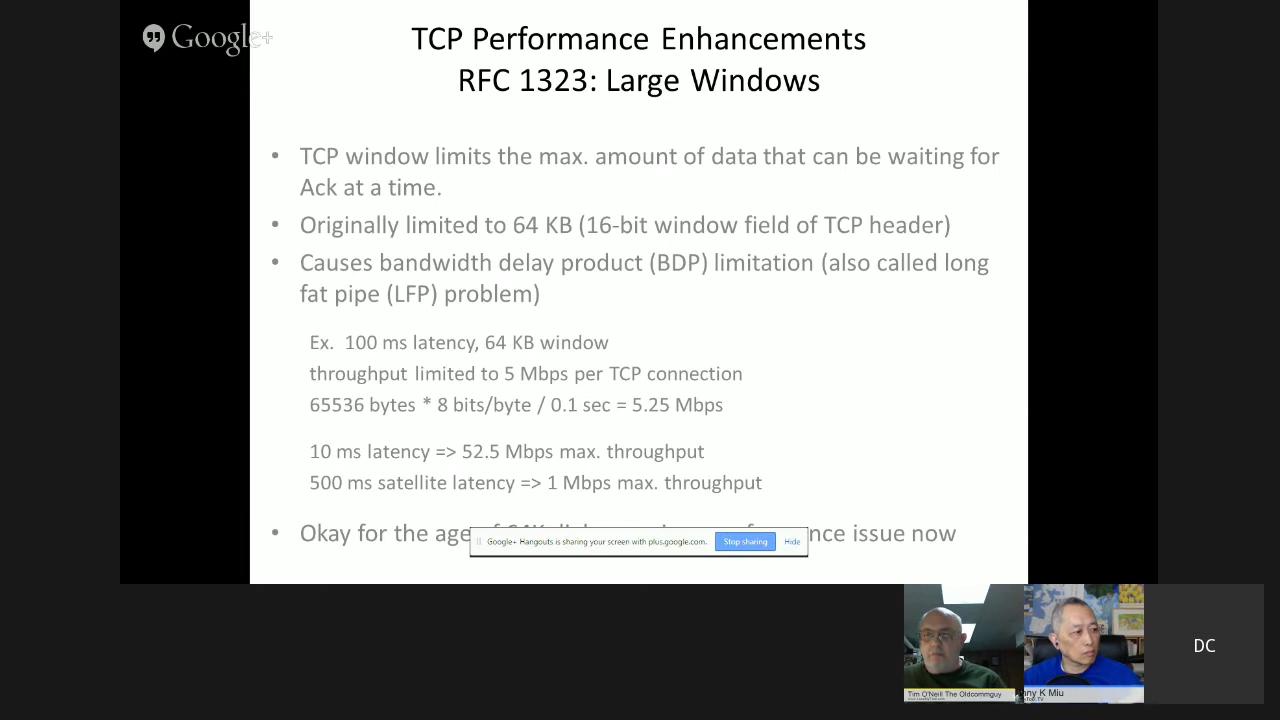 Google+
TCP Performance Enhancements
RFC 1323: Large Windows
• TCP window limits the max. amount of data that can be waiting for
Ack at a time.
• Originally limited to 64 KB (16-bit window field of TCP header)
• Causes bandwidth delay product (BDP) limitation (also called long
fat pipe (LFP) problem)
Ex. 100 ms latency, 64 KB window
throughput limited to 5 Mbps per TCP connection
65536 bytes * 8 bits/byte / 0.1 sec = 5.25 Mbps
10 ms latency => 52.5 Mbps max. throughput
500 ms satellite latency => 1 Mbps max. throughput
• Okay for the age issue now
Google+ Hangouts is sharing your screen with plus.google.com. Stop sharing Hide
DC
Tim O'Neill The Oldcommguy
K Miu